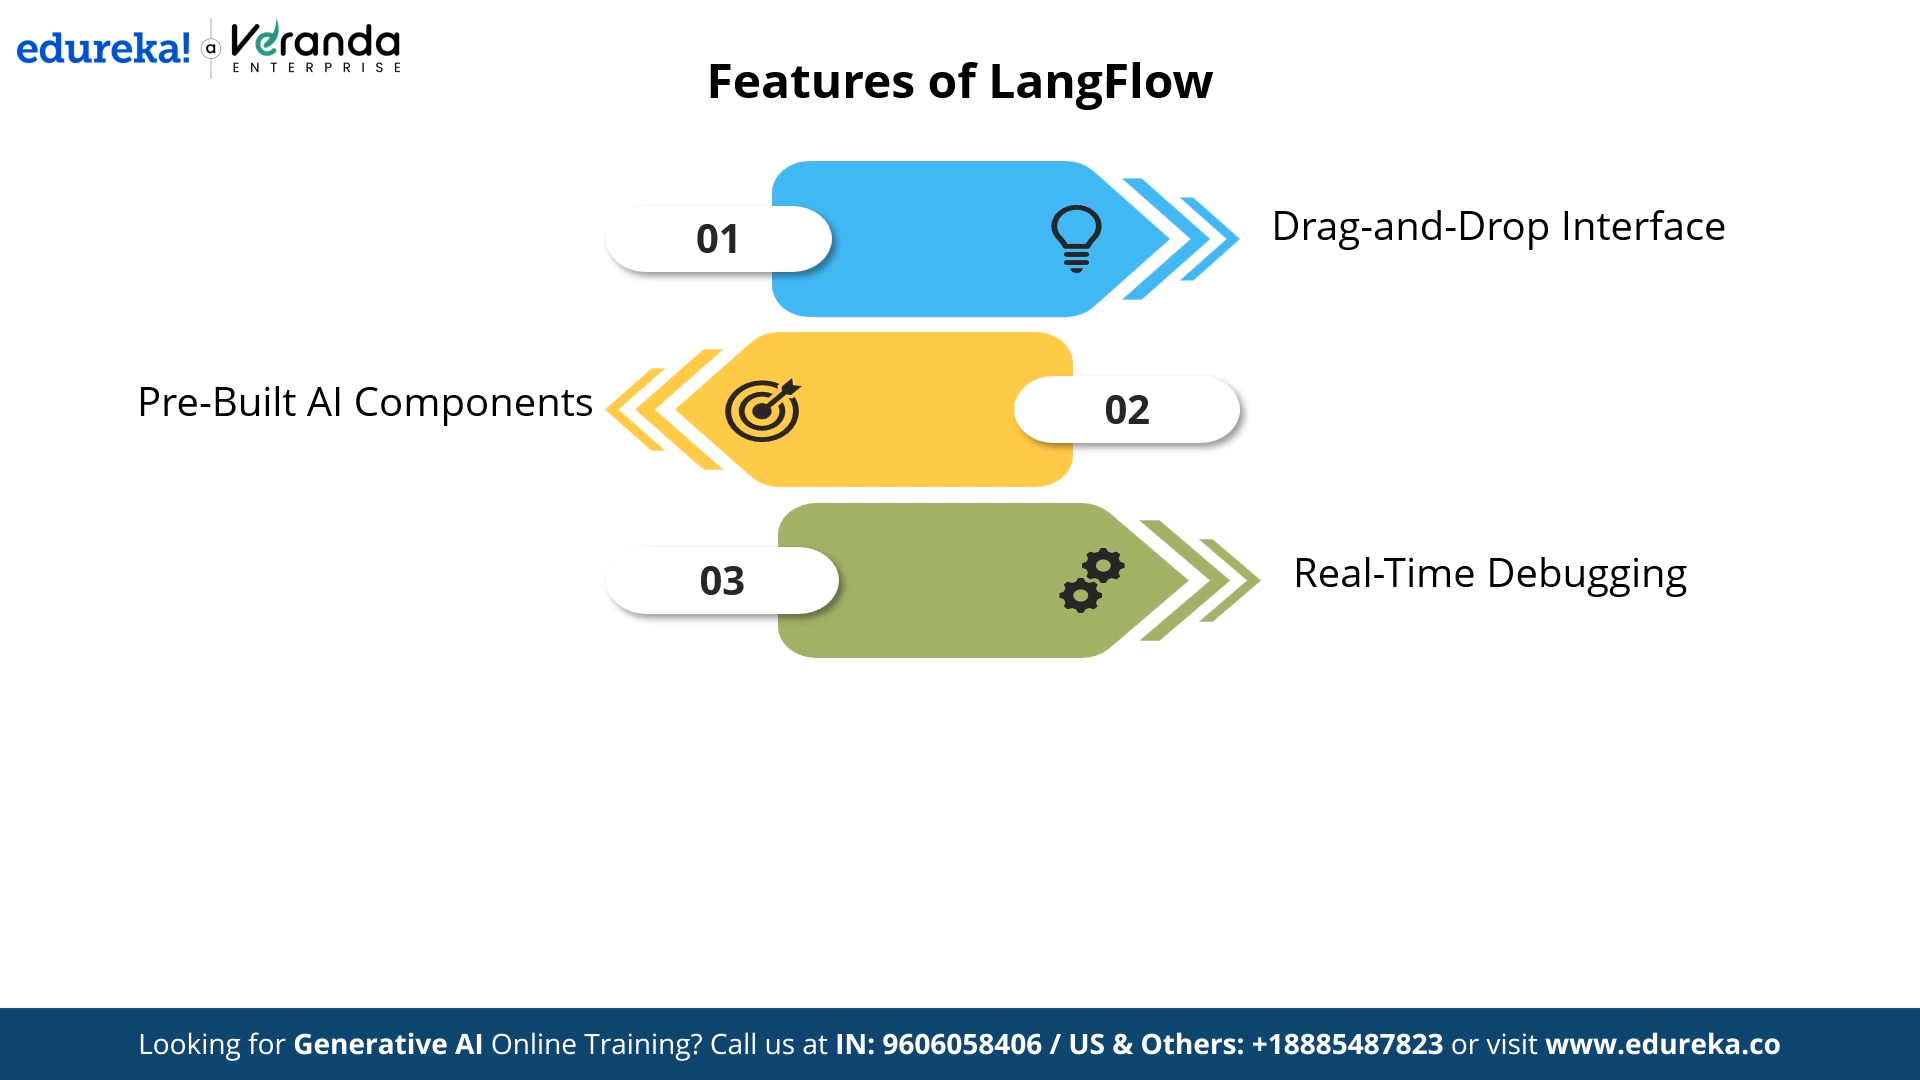 edureka! a Veranda
ENTERPRISE
Features of LangFlow
01
Drag-and-Drop Interface
Pre-Built AI Components
02
03
Real-Time Debugging
Looking for Generative AI Online Training? Call us at IN: 9606058406 / US & Others: +18885487823 or visit www.edureka.co